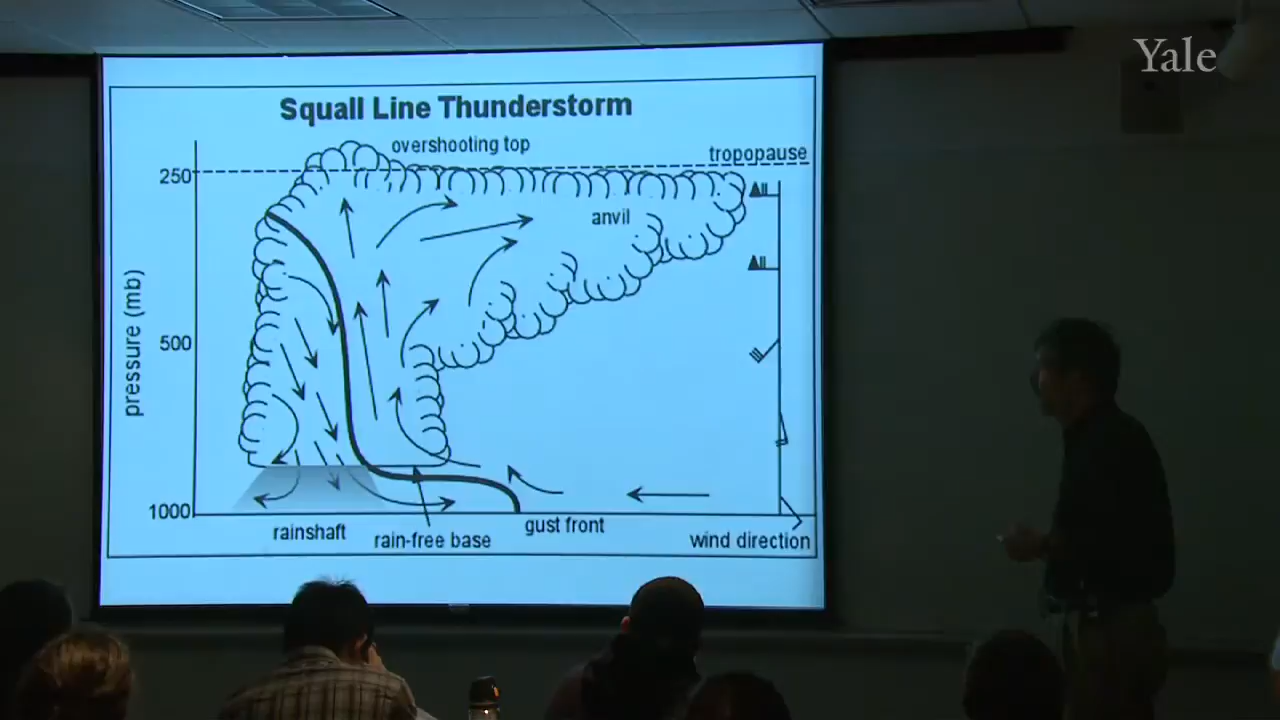 Yale
Squall Line Thunderstorm
overshooting top
tropopause
250
anvil
pressure (mb)
500
1000
rainshaft
rain-free base
gust front
wind direction